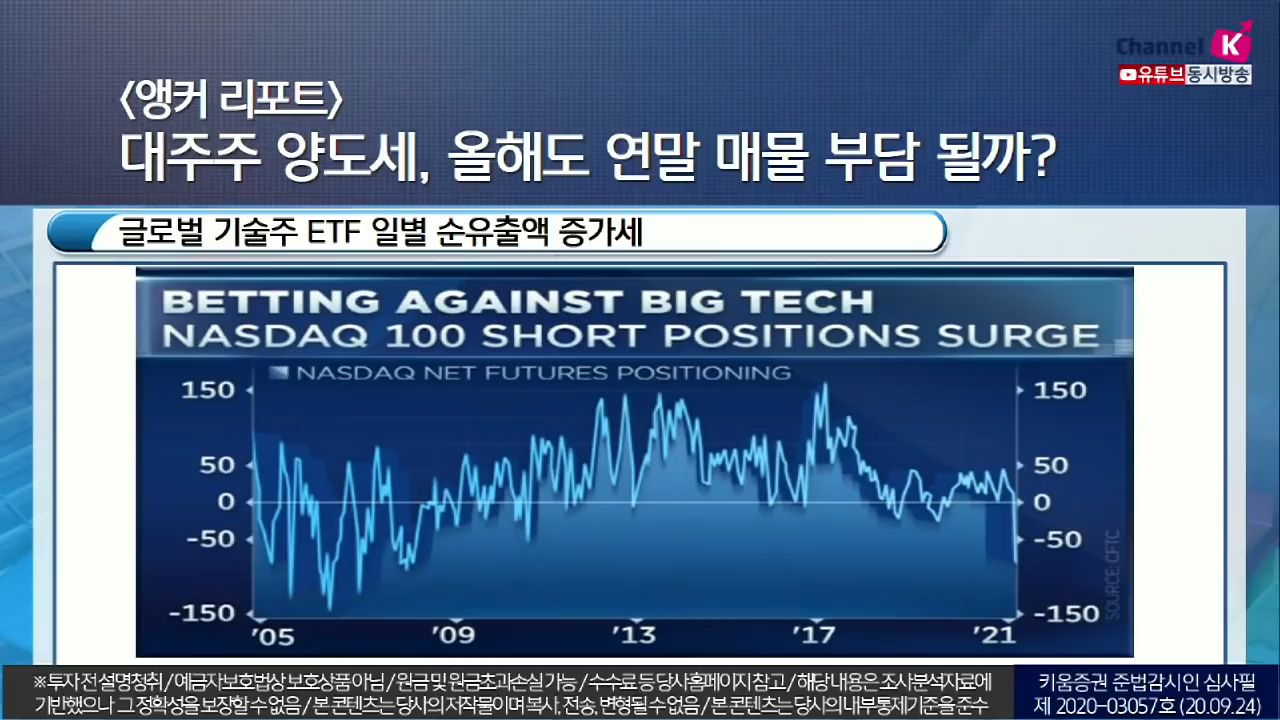 Channel K
유튜브동시방송
<앵커 리포트>
대주주 양도세, 올해도 연말 매물 부담 될까?
글로벌 기술주 ETF 일별 순유출액 증가세
BETTING AGAINST BIG TECH
NASDAQ 100 SHORT POSITIONS SURGE
NASDAQ NET FUTURES POSITIONING
150 150
50 50
0 0
-50 -50
-150 -150
'05 '09 '13 '17 '21
SOURCE: CFTC
※투자 전 설명청취/예금자보호법상 보호상품 아님/원금 및 원금초과손실 가능/수수료 등 당사홈페이지 참고/해당 내용은 조사분석자료에
기반했으나 그 정확성을 보장할 수 없음/본 콘텐츠는 당사의 저작물이며 복사, 전송, 변형될 수 없음/본 콘텐츠는 당사의 내부통제기준을 준수
키움증권 준법감시인 심사필
제 2020-03057호 (20.09.24)